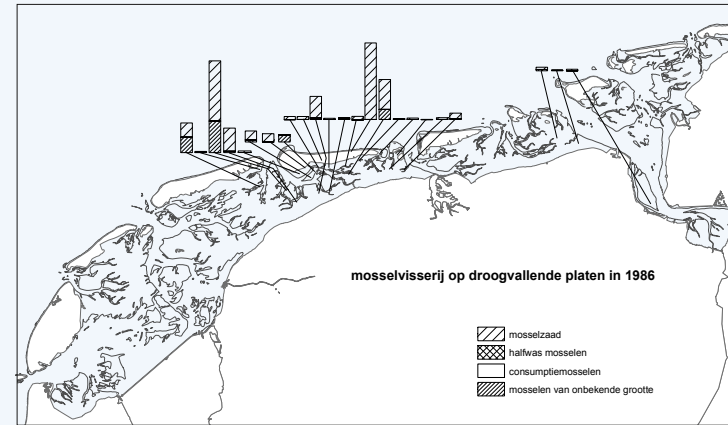 mosselvisserij op droogvallende platen in 1986
mosselzaad
halfwas mosselen
consumptiemosselen
mosselen van onbekende grootte